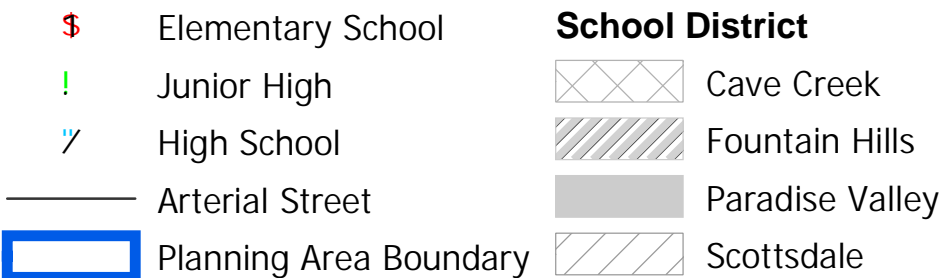 Elementary School
Junior High
High School
Arterial Street
Planning Area Boundary
School District
Cave Creek
Fountain Hills
Paradise Valley
Scottsdale